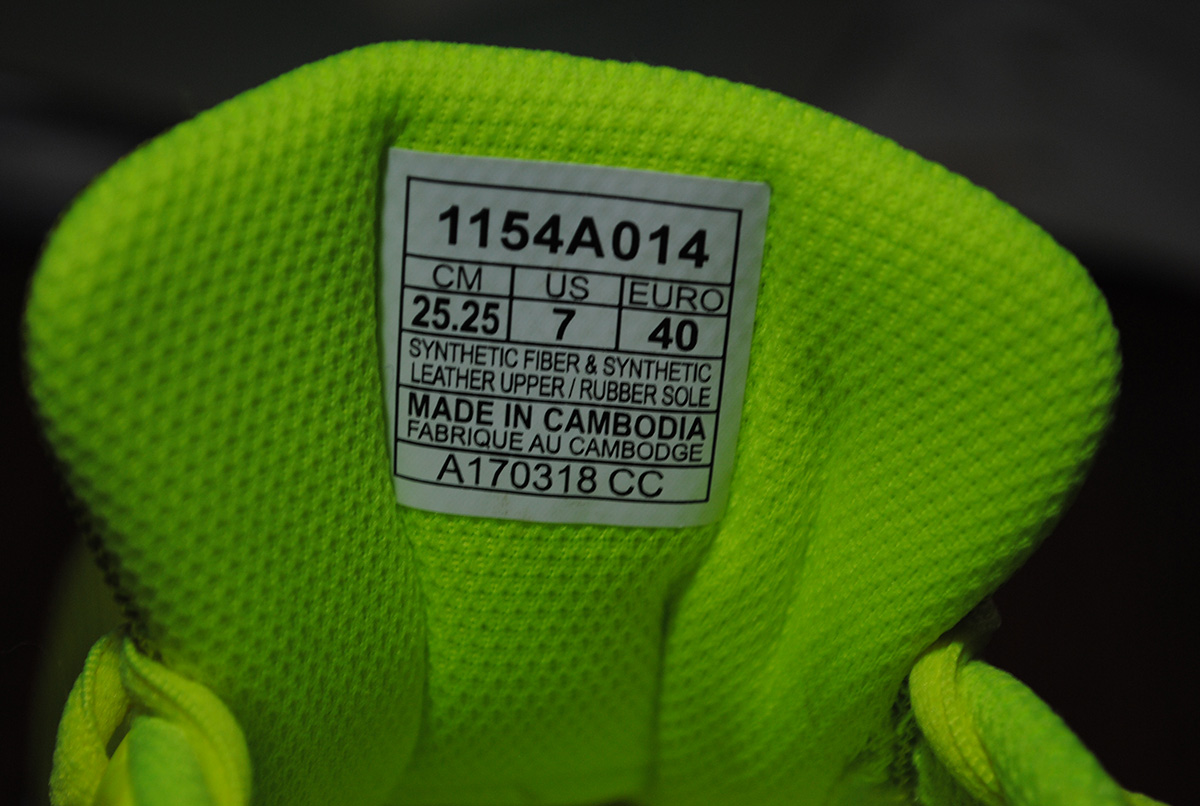 1154A014
CM US EURO
25.25 7 40
SYNTHETIC FIBER & SYNTHETIC
LEATHER UPPER / RUBBER SOLE
MADE IN CAMBODIA
FABRIQUE AU CAMBODGE
A170318 CC